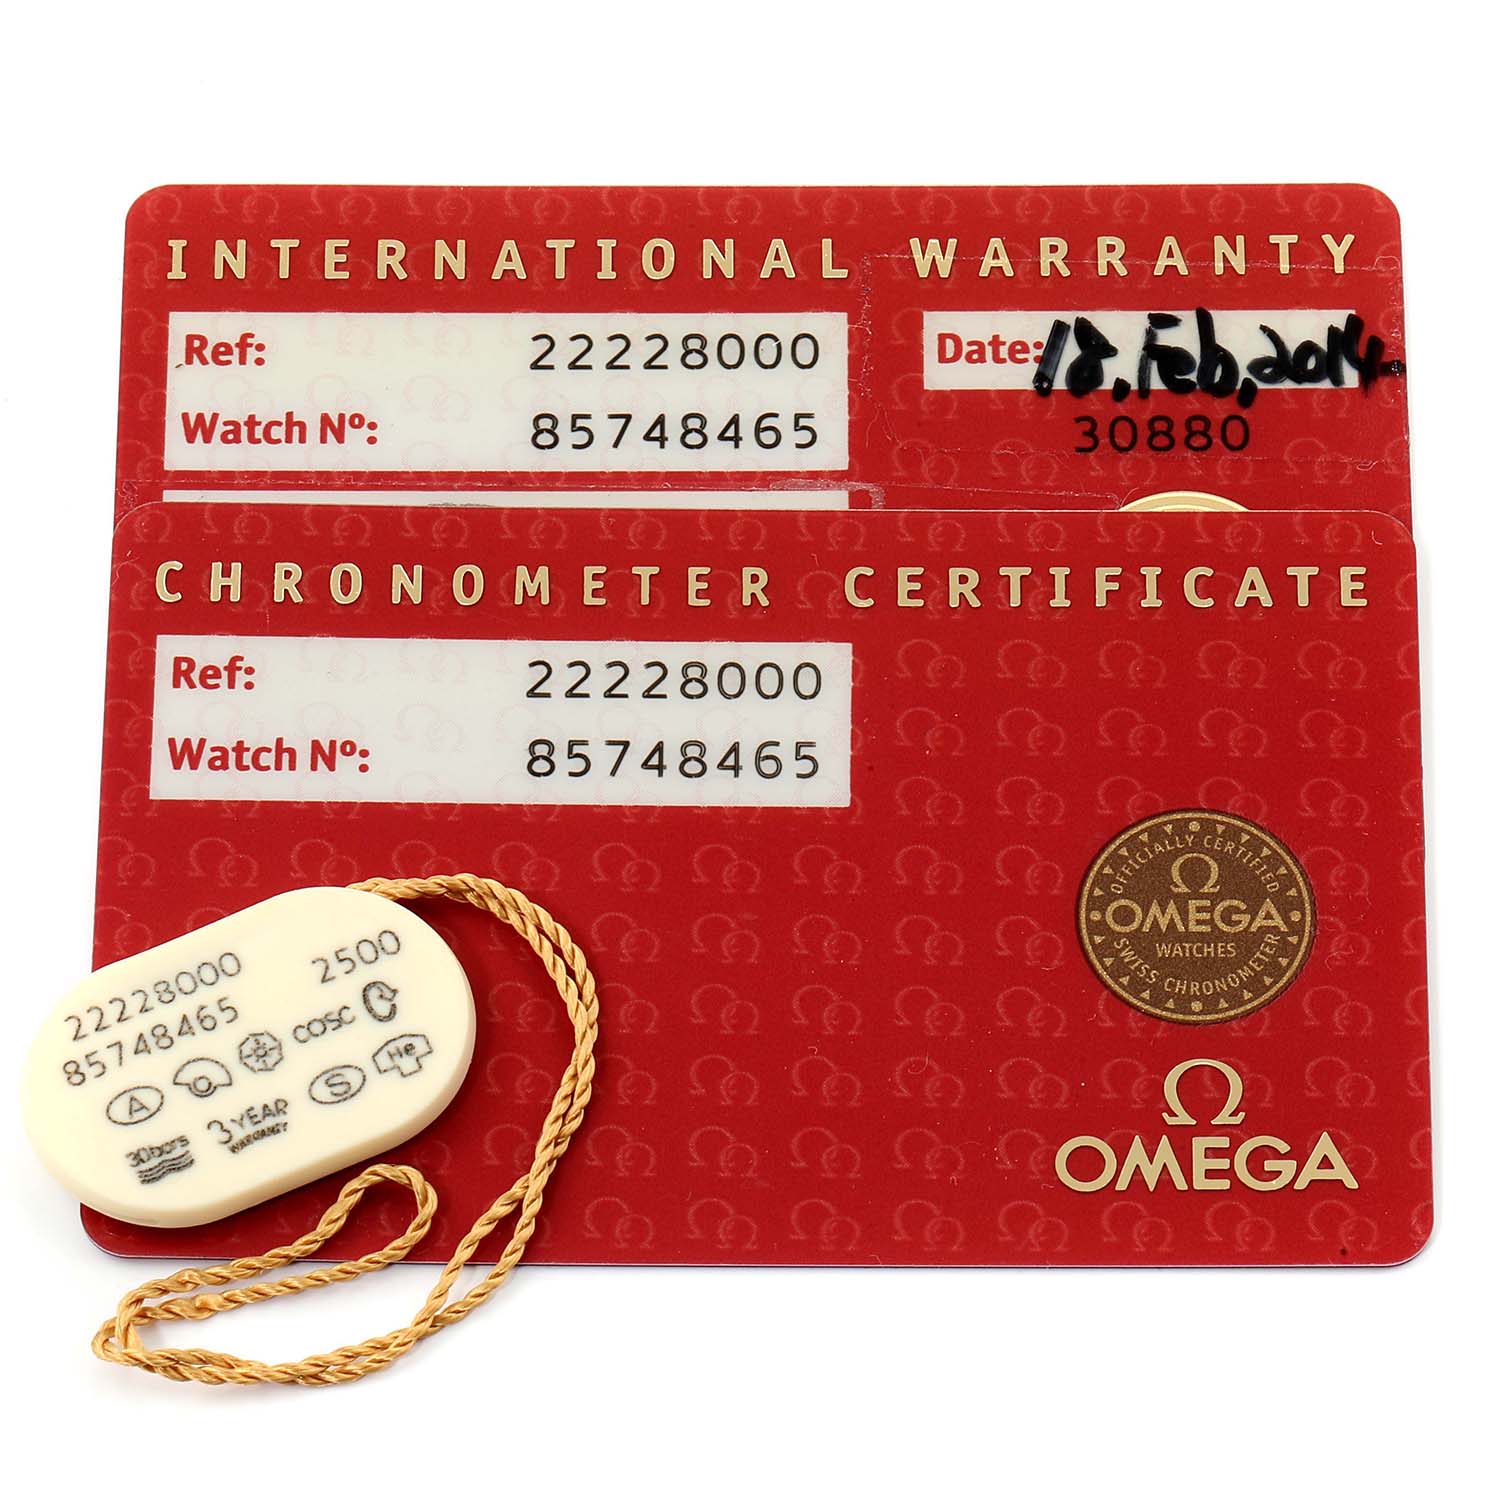 INTERNATIONAL WARRANTY
Ref: 22228000
Date: 18, Feb, 2014
Watch Nº: 85748465
30880
CHRONOMETER CERTIFICATE
Ref: 22228000
Watch Nº: 85748465
OFFICIALLY CERTIFIED
Ω
OMEGA
WATCHES
SWISS CHRONOMETER
Ω
OMEGA
22228000 2500
85748465
COSC
A
S
He
30bars
3 YEAR
WARRANTY